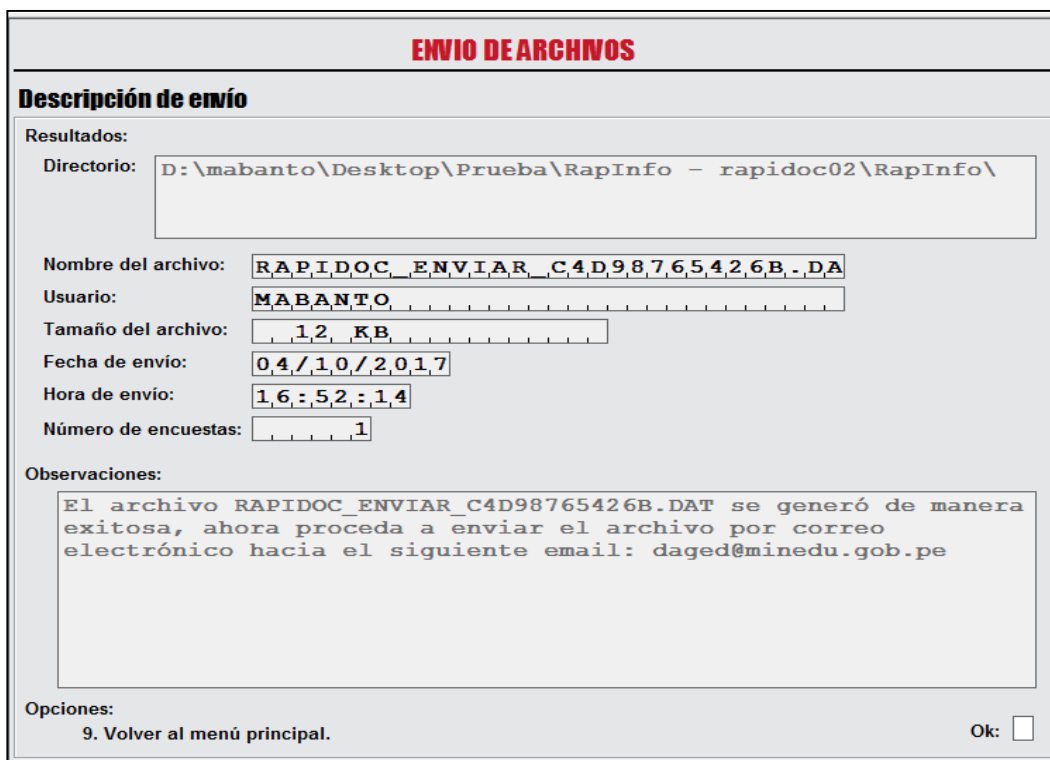 ENVIO DE ARCHIVOS
Descripción de envío
Resultados:
Directorio: D:\mabanto\Desktop\Prueba\RapInfo - rapidoc02\RapInfo\
Nombre del archivo: RAPIDOC_ENVIAR_C4D98765426B.DA
Usuario: MABANTO
Tamaño del archivo: 12 KB
Fecha de envío: 04/10/2017
Hora de envío: 16:52:14
Número de encuestas: 1
Observaciones:
El archivo RAPIDOC_ENVIAR_C4D98765426B.DAT se generó de manera
exitosa, ahora proceda a enviar el archivo por correo
electrónico hacia el siguiente email: daged@minedu.gob.pe
Opciones:
9. Volver al menú principal. Ok: